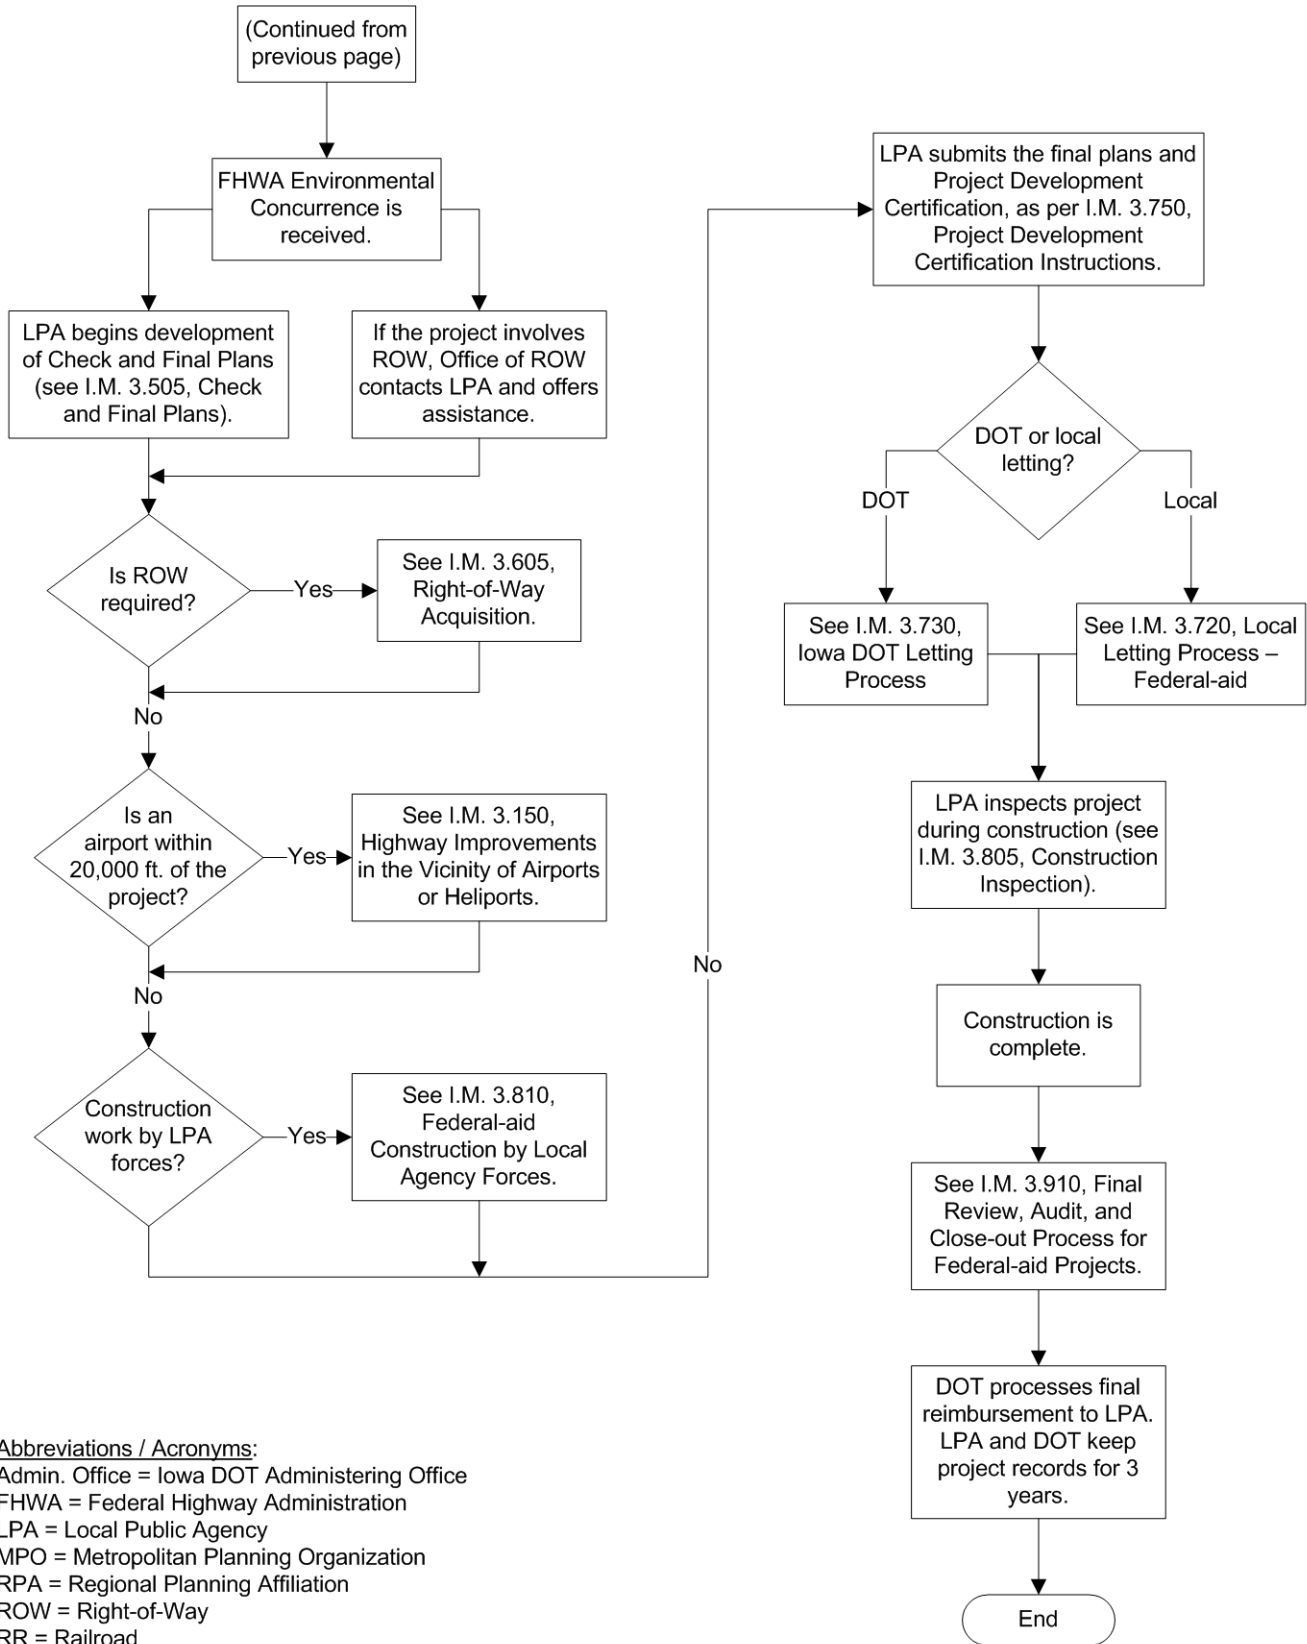 (Continued from
previous page)
FHWA Environmental
Concurrence is
received.
LPA begins development
of Check and Final Plans
(see I.M. 3.505, Check
and Final Plans).
If the project involves
ROW, Office of ROW
contacts LPA and offers
assistance.
Is ROW
required?
Yes
See I.M. 3.605,
Right-of-Way
Acquisition.
No
Is an
airport within
20,000 ft. of the
project?
Yes
See I.M. 3.150,
Highway Improvements
in the Vicinity of Airports
or Heliports.
No
Construction
work by LPA
forces?
Yes
See I.M. 3.810,
Federal-aid
Construction by Local
Agency Forces.
No
LPA submits the final plans and
Project Development
Certification, as per I.M. 3.750,
Project Development
Certification Instructions.
DOT or local
letting?
DOT
Local
See I.M. 3.730,
Iowa DOT Letting
Process
See I.M. 3.720, Local
Letting Process –
Federal-aid
LPA inspects project
during construction (see
I.M. 3.805, Construction
Inspection).
Construction is
complete.
See I.M. 3.910, Final
Review, Audit, and
Close-out Process for
Federal-aid Projects.
DOT processes final
reimbursement to LPA.
LPA and DOT keep
project records for 3
years.
End
Abbreviations / Acronyms:
Admin. Office = Iowa DOT Administering Office
FHWA = Federal Highway Administration
LPA = Local Public Agency
MPO = Metropolitan Planning Organization
RPA = Regional Planning Affiliation
ROW = Right-of-Way
RR = Railroad